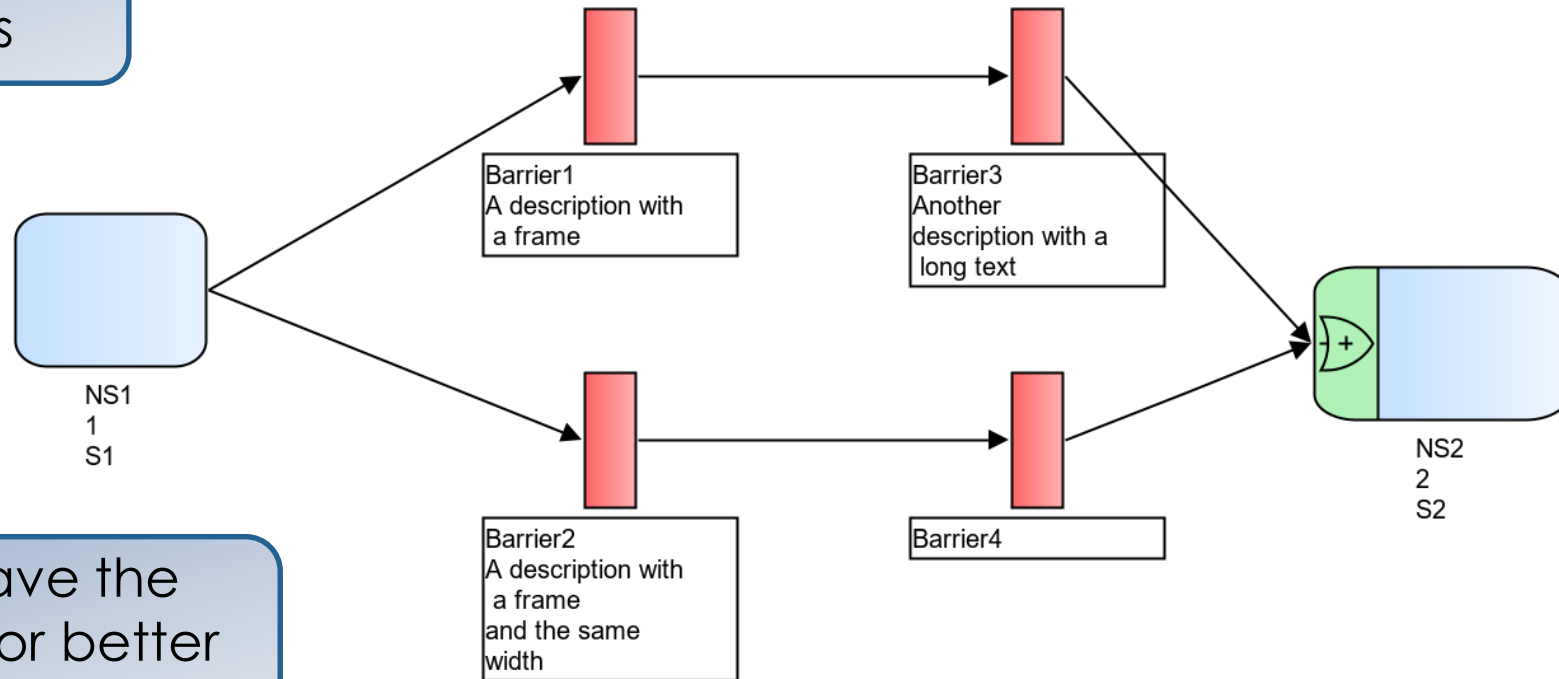 s
Barrier1
A description with
a frame
Barrier3
Another
description with a
long text
NS1
1
S1
+
NS2
2
S2
Barrier2
A description with
a frame
and the same
width
Barrier4
ave the
or better